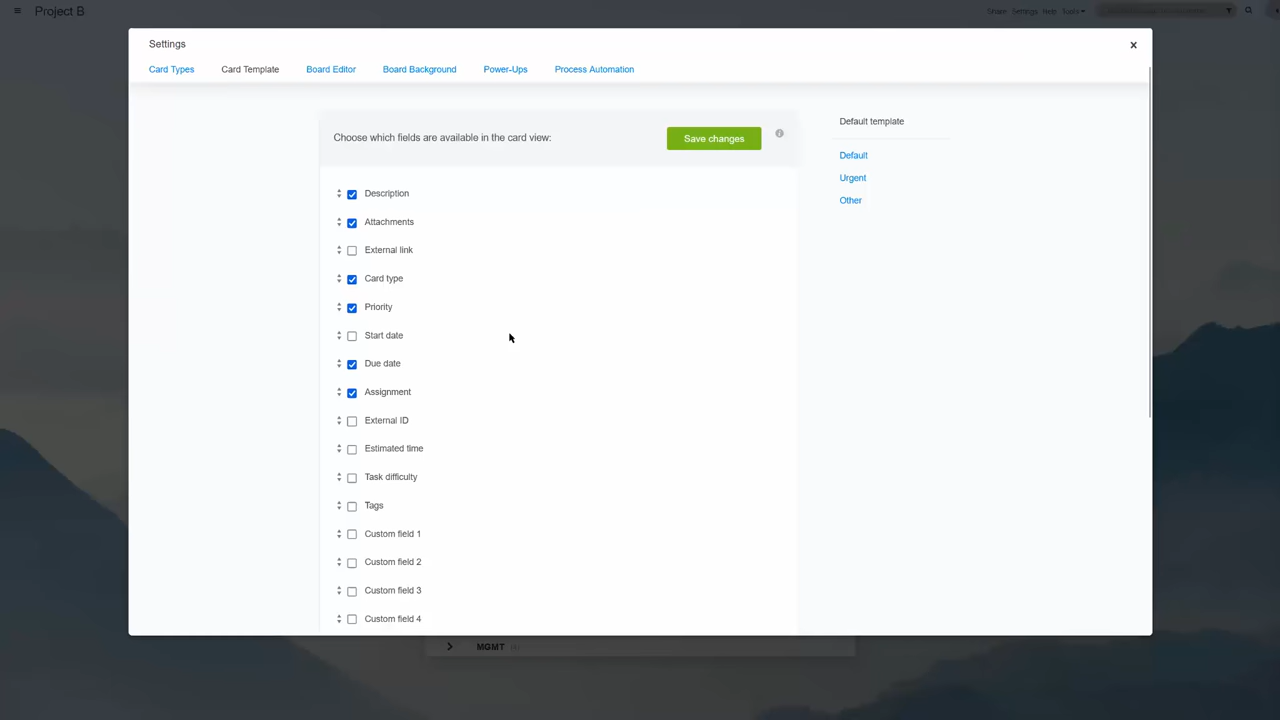 Project B
Share Settings Help Tools
Settings
Card Types Card Template Board Editor Board Background Power-Ups Process Automation
Choose which fields are available in the card view:
Save changes
Default template
Default
Urgent
Other
Description
Attachments
External link
Card type
Priority
Start date
Due date
Assignment
External ID
Estimated time
Task difficulty
Tags
Custom field 1
Custom field 2
Custom field 3
Custom field 4
MGMT